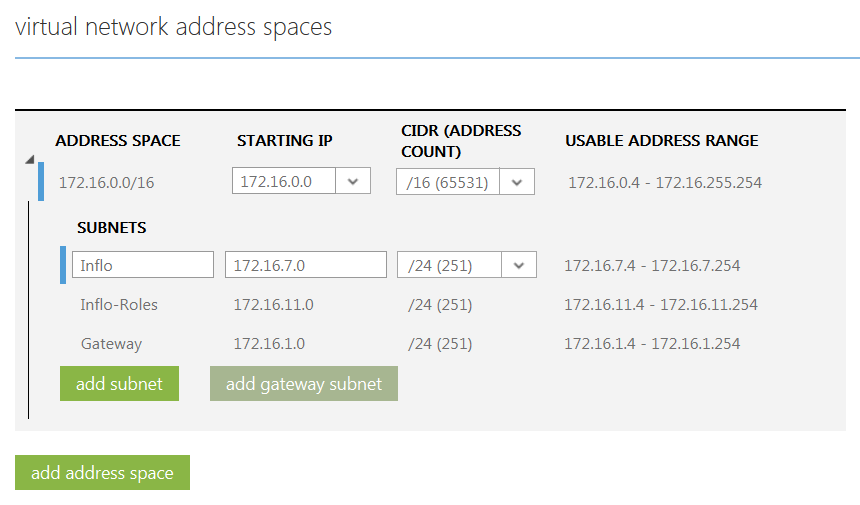 virtual network address spaces
ADDRESS SPACE STARTING IP CIDR (ADDRESS COUNT) USABLE ADDRESS RANGE
172.16.0.0/16 172.16.0.0 /16 (65531) 172.16.0.4 - 172.16.255.254
SUBNETS
Inflo 172.16.7.0 /24 (251) 172.16.7.4 - 172.16.7.254
Inflo-Roles 172.16.11.0 /24 (251) 172.16.11.4 - 172.16.11.254
Gateway 172.16.1.0 /24 (251) 172.16.1.4 - 172.16.1.254
add subnet add gateway subnet
add address space